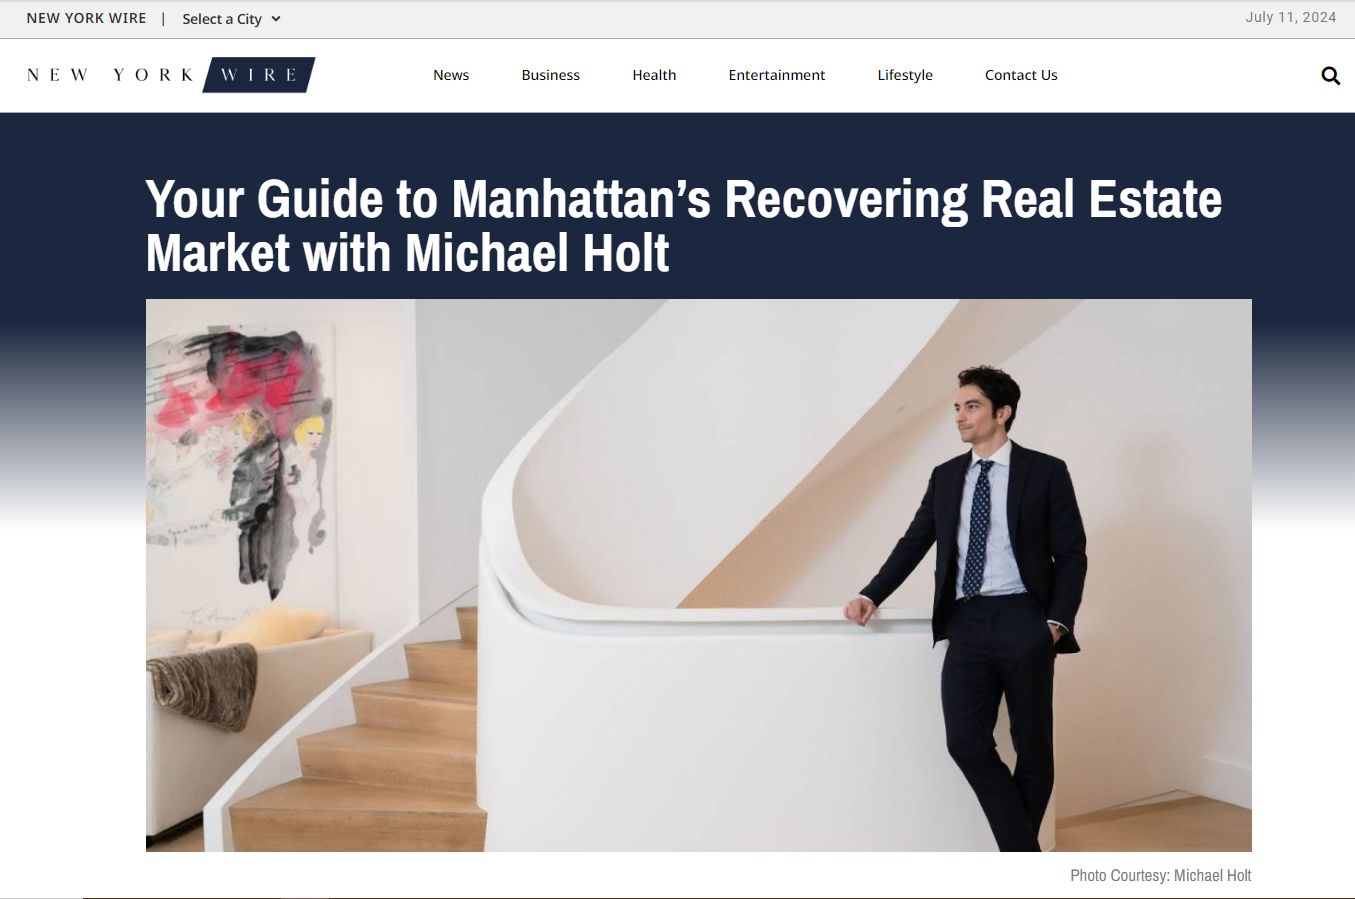 NEW YORK WIRE | Select a City
July 11, 2024
NEW YORK WIRE
News Business Health Entertainment Lifestyle Contact Us
Your Guide to Manhattan’s Recovering Real Estate
Market with Michael Holt
Photo Courtesy: Michael Holt